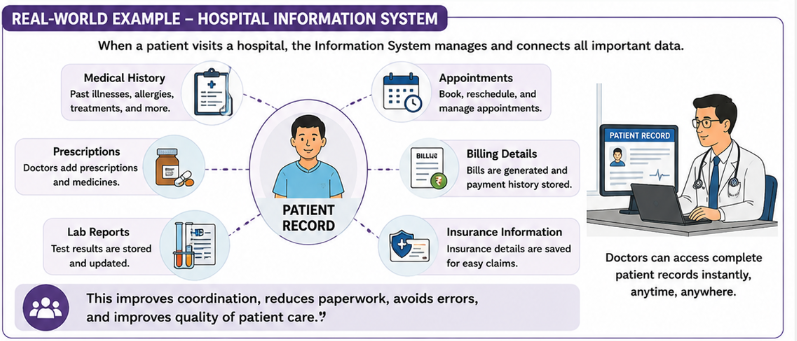 REAL-WORLD EXAMPLE – HOSPITAL INFORMATION SYSTEM
When a patient visits a hospital, the Information System manages and connects all important data.
Medical History
Past illnesses, allergies,
treatments, and more.
Appointments
Book, reschedule, and
manage appointments.
Prescriptions
Doctors add prescriptions
and medicines.
Billing Details
Bills are generated and
payment history stored.
Lab Reports
Test results are stored
and updated.
Insurance Information
Insurance details are saved
for easy claims.
PATIENT
RECORD
PATIENT RECORD
Doctors can access complete
patient records instantly,
anytime, anywhere.
This improves coordination, reduces paperwork, avoids errors,
and improves quality of patient care.”